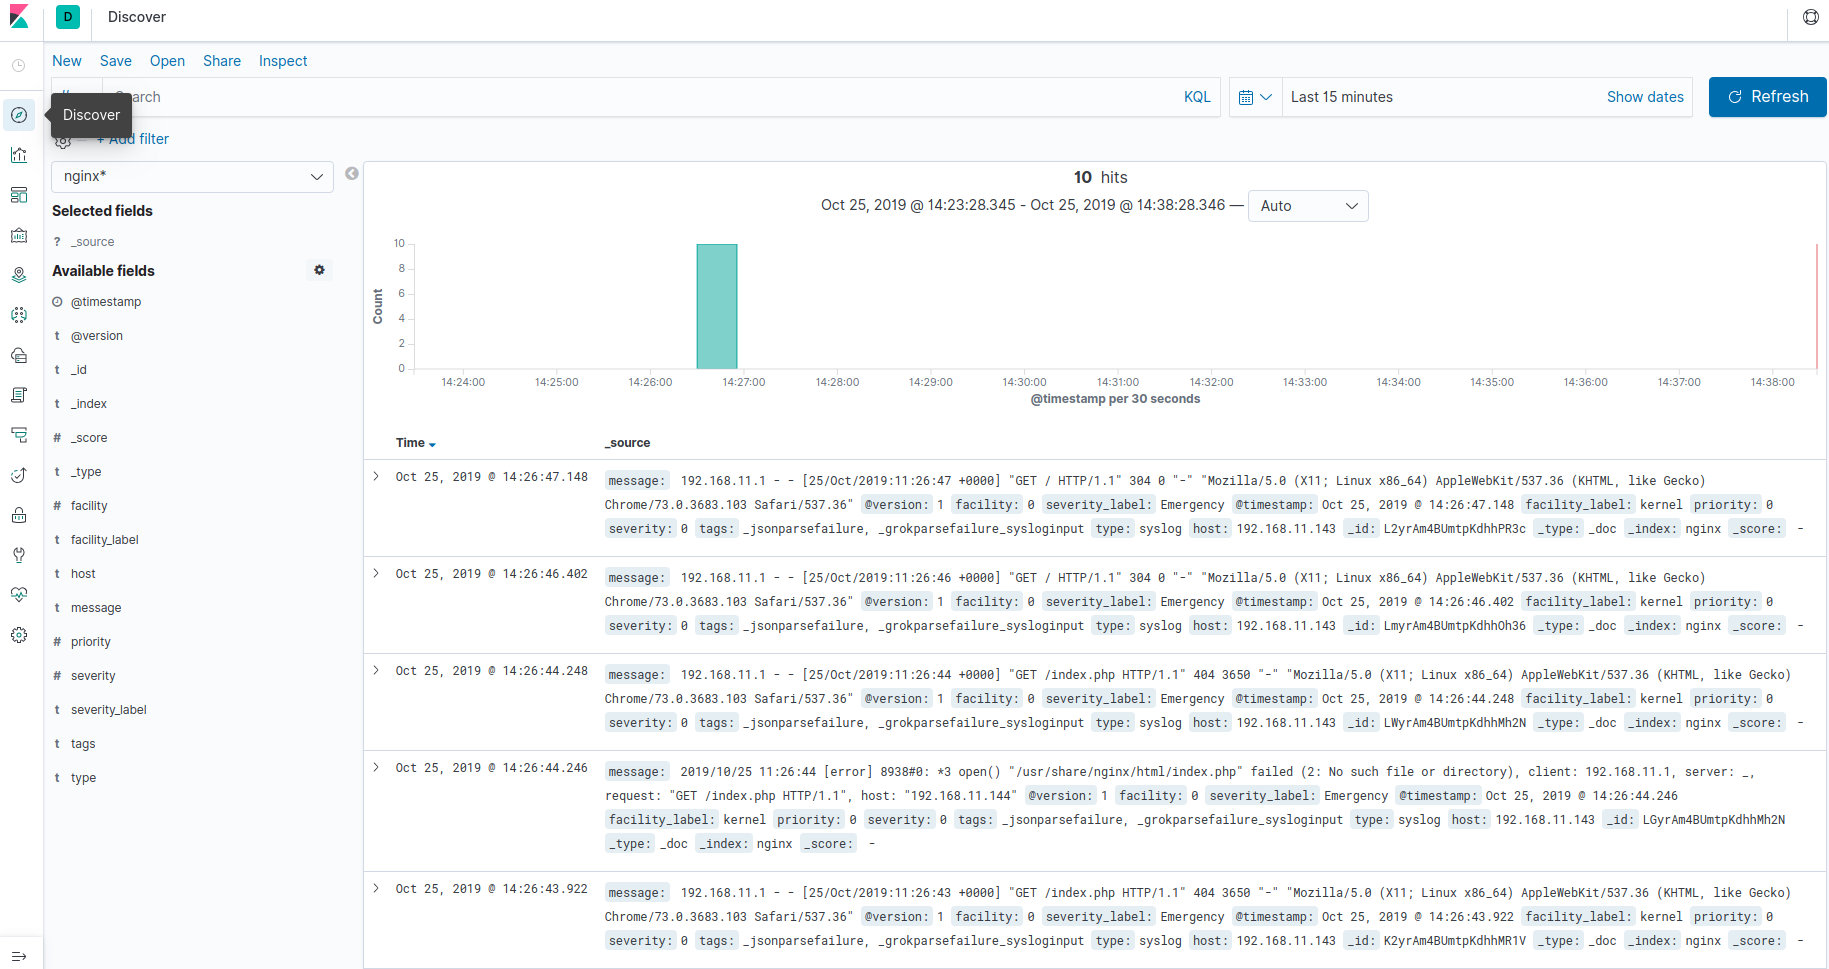 D Discover
New Save Open Share Inspect
Search KQL Last 15 minutes Show dates Refresh
Discover
+ Add filter
nginx*
Selected fields
? _source
Available fields
@timestamp
t @version
t _id
t _index
# _score
t _type
# facility
t facility_label
t host
t message
# priority
# severity
t severity_label
t tags
t type
10 hits
Oct 25, 2019 @ 14:23:28.345 - Oct 25, 2019 @ 14:38:28.346 — Auto
Count
10
8
6
4
2
0
14:24:00 14:25:00 14:26:00 14:27:00 14:28:00 14:29:00 14:30:00 14:31:00 14:32:00 14:33:00 14:34:00 14:35:00 14:36:00 14:37:00 14:38:00
@timestamp per 30 seconds
Time _source
Oct 25, 2019 @ 14:26:47.148 message: 192.168.11.1 - - [25/Oct/2019:11:26:47 +0000] "GET / HTTP/1.1" 304 0 "-" "Mozilla/5.0 (X11; Linux x86_64) AppleWebKit/537.36 (KHTML, like Gecko)
Chrome/73.0.3683.103 Safari/537.36" @version: 1 facility: 0 severity_label: Emergency @timestamp: Oct 25, 2019 @ 14:26:47.148 facility_label: kernel priority: 0
severity: 0 tags: _jsonparsefailure, _grokparsefailure_sysloginput type: syslog host: 192.168.11.143 _id: L2yrAm4BUmtpKdhhPR3c _type: _doc _index: nginx _score: -
Oct 25, 2019 @ 14:26:46.402 message: 192.168.11.1 - - [25/Oct/2019:11:26:46 +0000] "GET / HTTP/1.1" 304 0 "-" "Mozilla/5.0 (X11; Linux x86_64) AppleWebKit/537.36 (KHTML, like Gecko)
Chrome/73.0.3683.103 Safari/537.36" @version: 1 facility: 0 severity_label: Emergency @timestamp: Oct 25, 2019 @ 14:26:46.402 facility_label: kernel priority: 0
severity: 0 tags: _jsonparsefailure, _grokparsefailure_sysloginput type: syslog host: 192.168.11.143 _id: LmyrAm4BUmtpKdhhOh36 _type: _doc _index: nginx _score: -
Oct 25, 2019 @ 14:26:44.248 message: 192.168.11.1 - - [25/Oct/2019:11:26:44 +0000] "GET /index.php HTTP/1.1" 404 3650 "-" "Mozilla/5.0 (X11; Linux x86_64) AppleWebKit/537.36 (KHTML, like Gecko)
Chrome/73.0.3683.103 Safari/537.36" @version: 1 facility: 0 severity_label: Emergency @timestamp: Oct 25, 2019 @ 14:26:44.248 facility_label: kernel priority: 0
severity: 0 tags: _jsonparsefailure, _grokparsefailure_sysloginput type: syslog host: 192.168.11.143 _id: LWyrAm4BUmtpKdhhMh2N _type: _doc _index: nginx _score: -
Oct 25, 2019 @ 14:26:44.246 message: 2019/10/25 11:26:44 [error] 8938#0: *3 open() "/usr/share/nginx/html/index.php" failed (2: No such file or directory), client: 192.168.11.1, server: _,
request: "GET /index.php HTTP/1.1", host: "192.168.11.144" @version: 1 facility: 0 severity_label: Emergency @timestamp: Oct 25, 2019 @ 14:26:44.246
facility_label: kernel priority: 0 severity: 0 tags: _jsonparsefailure, _grokparsefailure_sysloginput type: syslog host: 192.168.11.143 _id: LGyrAm4BUmtpKdhhMh2N
_type: _doc _index: nginx _score: -
Oct 25, 2019 @ 14:26:43.922 message: 192.168.11.1 - - [25/Oct/2019:11:26:43 +0000] "GET /index.php HTTP/1.1" 404 3650 "-" "Mozilla/5.0 (X11; Linux x86_64) AppleWebKit/537.36 (KHTML, like Gecko)
Chrome/73.0.3683.103 Safari/537.36" @version: 1 facility: 0 severity_label: Emergency @timestamp: Oct 25, 2019 @ 14:26:43.922 facility_label: kernel priority: 0
severity: 0 tags: _jsonparsefailure, _grokparsefailure_sysloginput type: syslog host: 192.168.11.143 _id: K2yrAm4BUmtpKdhhMR1V _type: _doc _index: nginx _score: -